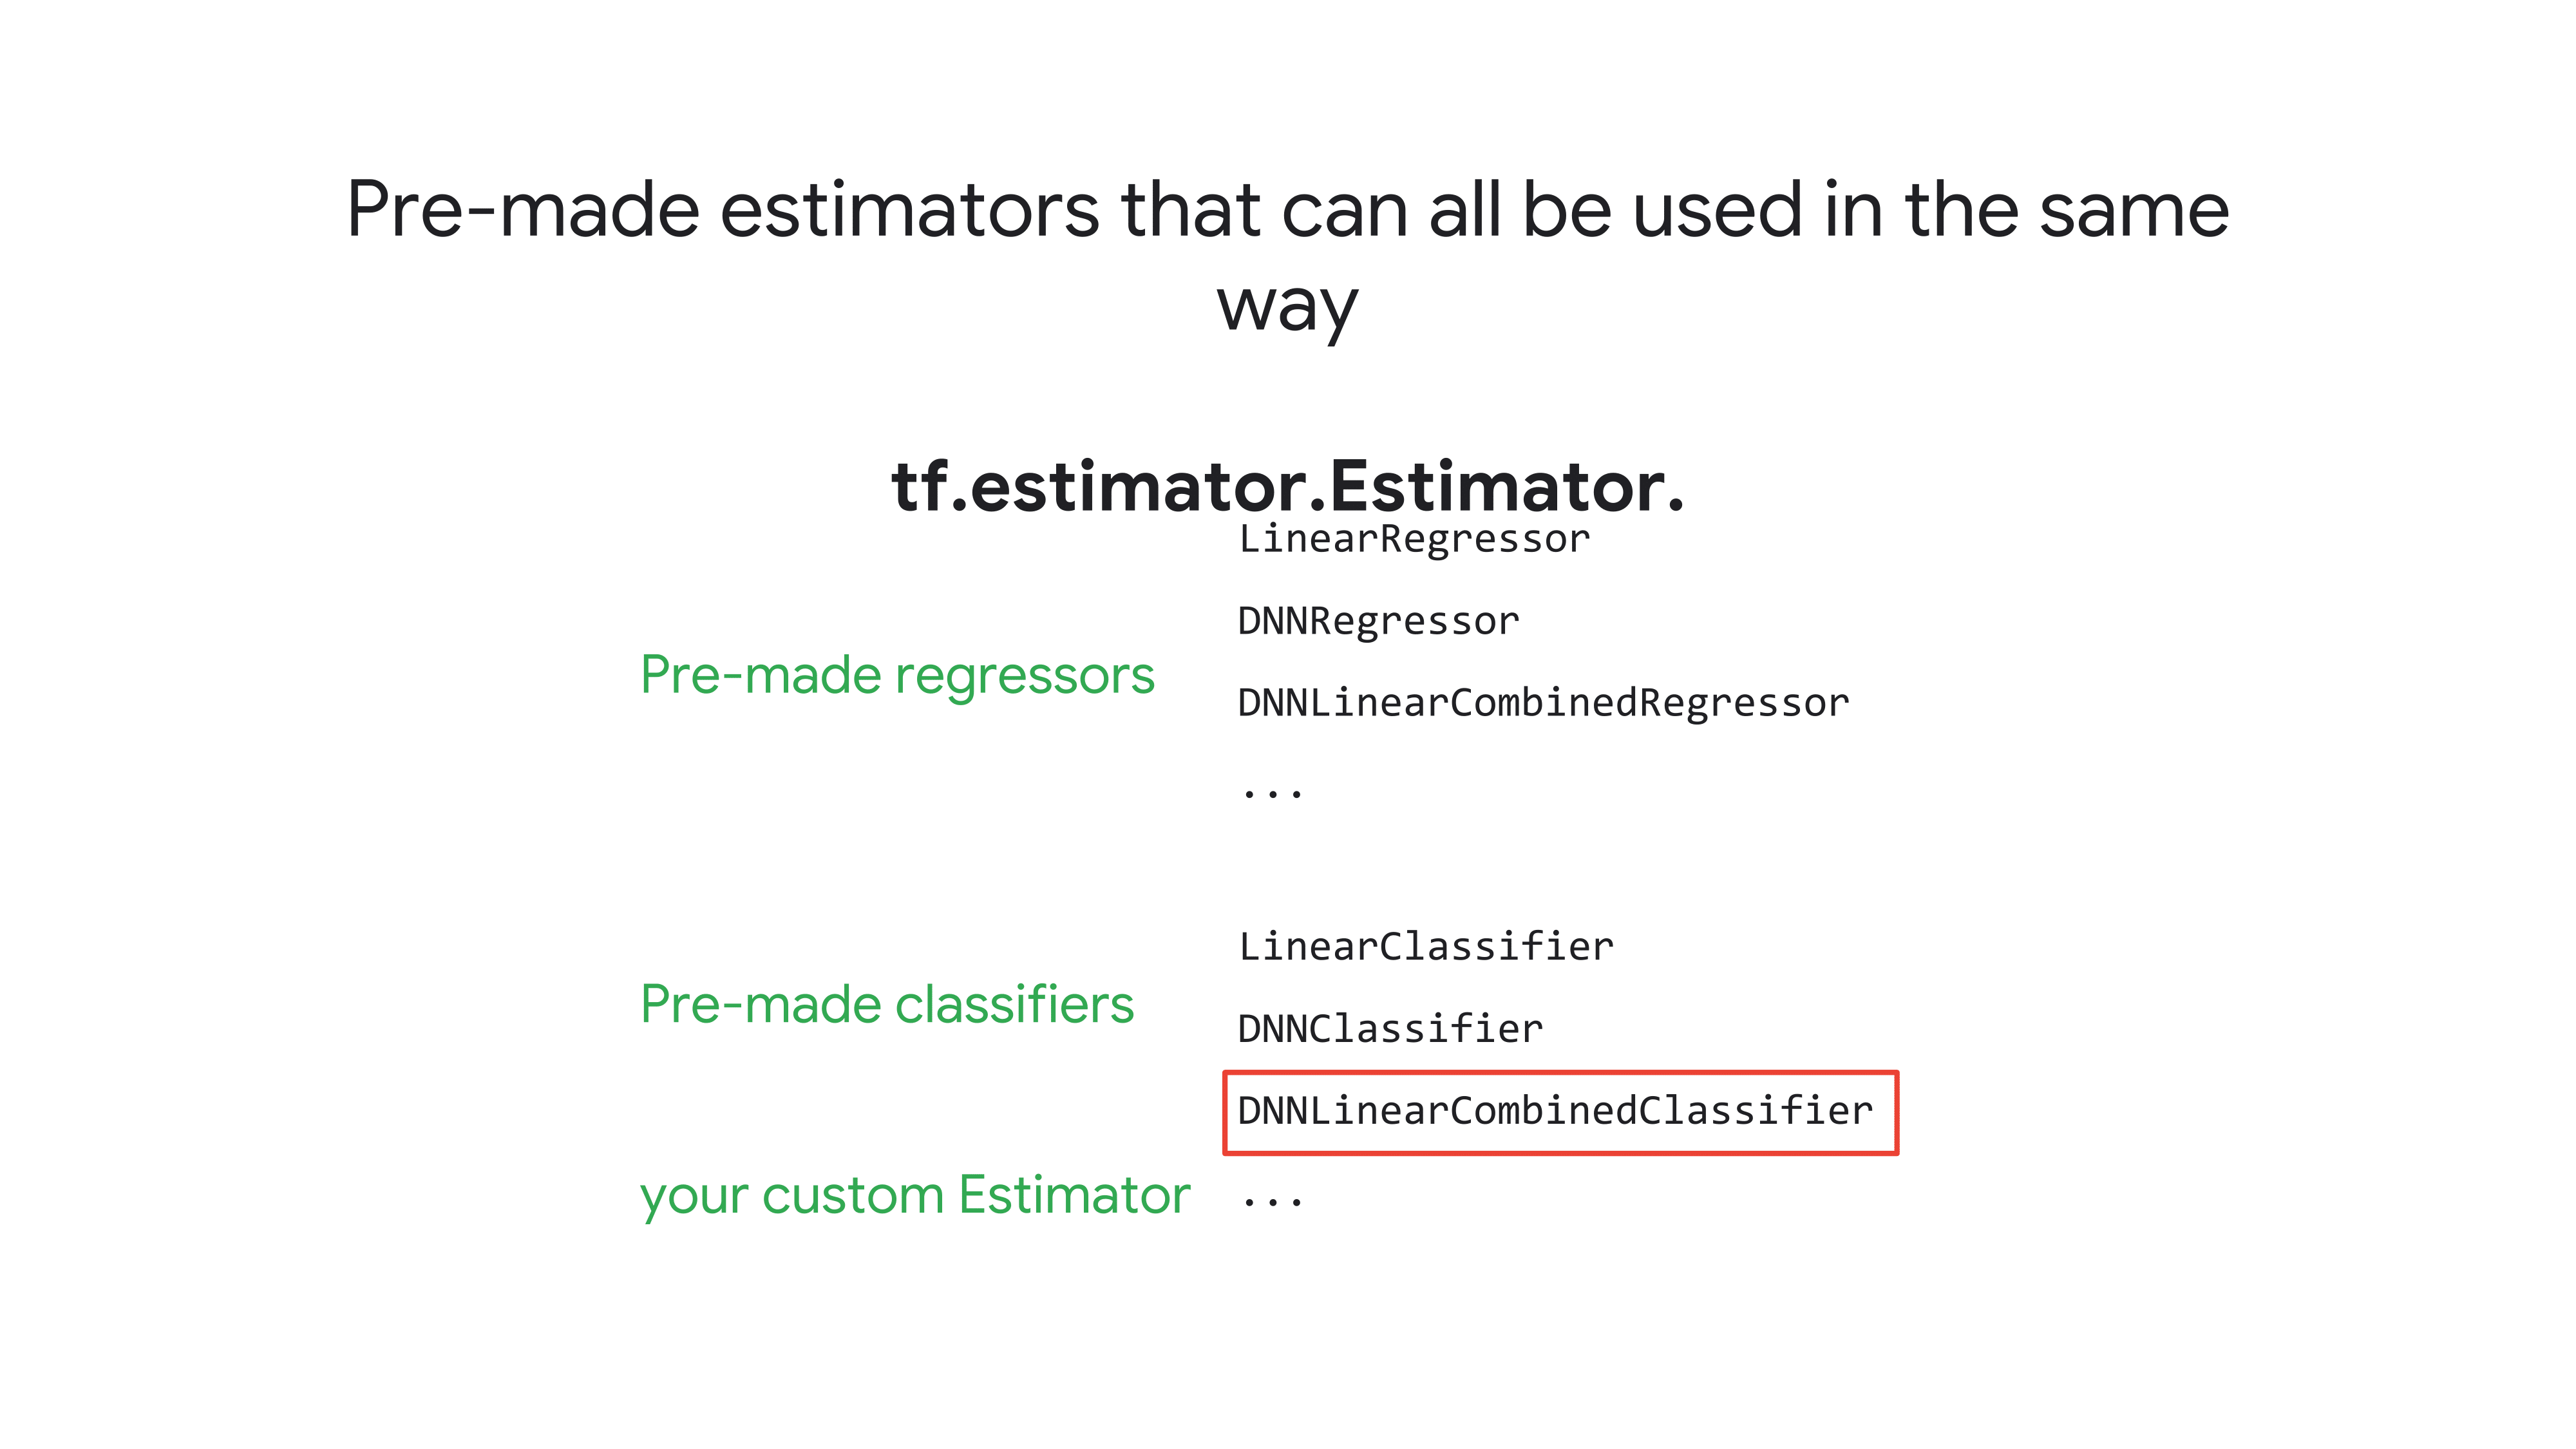 Pre-made estimators that can all be used in the same
way
tf.estimator.Estimator.
LinearRegressor
DNNRegressor
Pre-made regressors
DNNLinearCombinedRegressor
...
LinearClassifier
Pre-made classifiers
DNNClassifier
DNNLinearCombinedClassifier
your custom Estimator
...